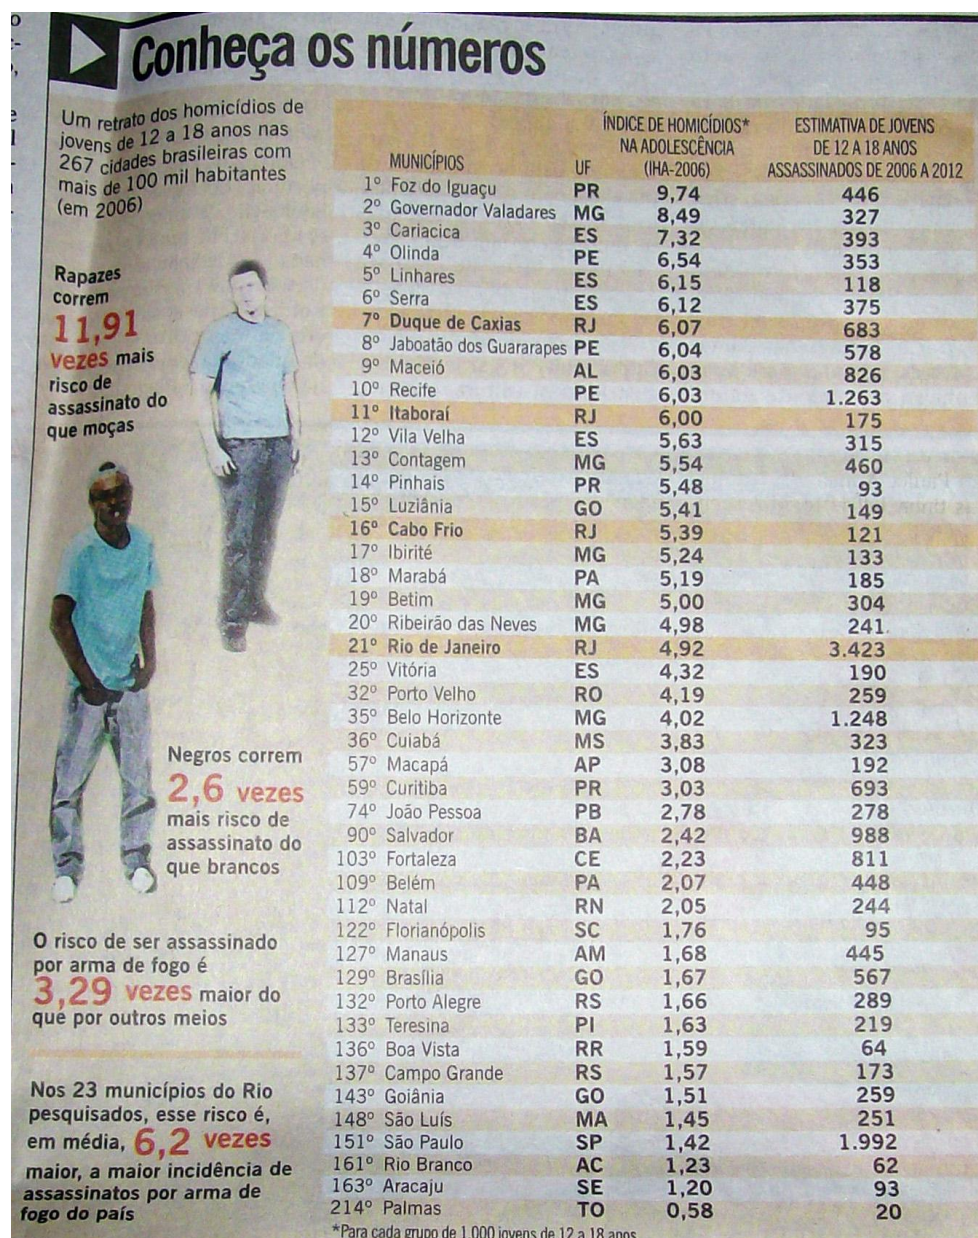 Conheça os números
Um retrato dos homicídios de
jovens de 12 a 18 anos nas
267 cidades brasileiras com
mais de 100 mil habitantes
(em 2006)
Rapazes
correm
11,91
vezes mais
risco de
assassinato do
que moças
Negros correm
2,6 vezes
mais risco de
assassinato do
que brancos
O risco de ser assassinado
por arma de fogo é
3,29 vezes maior do
que por outros meios
Nos 23 municípios do Rio
pesquisados, esse risco é,
em média, 6,2 vezes
maior, a maior incidência de
assassinatos por arma de
fogo do país
ÍNDICE DE HOMICÍDIOS* ESTIMATIVA DE JOVENS
NA ADOLESCÊNCIA DE 12 A 18 ANOS
MUNICÍPIOS UF (IHA-2006) ASSASSINADOS DE 2006 A 2012
1º Foz do Iguaçu PR 9,74 446
2º Governador Valadares MG 8,49 327
3º Cariacica ES 7,32 393
4º Olinda PE 6,54 353
5º Linhares ES 6,15 118
6º Serra ES 6,12 375
7º Duque de Caxias RJ 6,07 683
8º Jaboatão dos Guararapes PE 6,04 578
9º Maceió AL 6,03 826
10º Recife PE 6,03 1.263
11º Itaboraí RJ 6,00 175
12º Vila Velha ES 5,63 315
13º Contagem MG 5,54 460
14º Pinhais PR 5,48 93
15º Luziânia GO 5,41 149
16º Cabo Frio RJ 5,39 121
17º Ibirité MG 5,24 133
18º Marabá PA 5,19 185
19º Betim MG 5,00 304
20º Ribeirão das Neves MG 4,98 241
21º Rio de Janeiro RJ 4,92 3.423
25º Vitória ES 4,32 190
32º Porto Velho RO 4,19 259
35º Belo Horizonte MG 4,02 1.248
36º Cuiabá MS 3,83 323
57º Macapá AP 3,08 192
59º Curitiba PR 3,03 693
74º João Pessoa PB 2,78 278
90º Salvador BA 2,42 988
103º Fortaleza CE 2,23 811
109º Belém PA 2,07 448
112º Natal RN 2,05 244
122º Florianópolis SC 1,76 95
127º Manaus AM 1,68 445
129º Brasília GO 1,67 567
132º Porto Alegre RS 1,66 289
133º Teresina PI 1,63 219
136º Boa Vista RR 1,59 64
137º Campo Grande RS 1,57 173
143º Goiânia GO 1,51 259
148º São Luís MA 1,45 251
151º São Paulo SP 1,42 1.992
161º Rio Branco AC 1,23 62
163º Aracaju SE 1,20 93
214º Palmas TO 0,58 20
*Para cada grupo de 1.000 jovens de 12 a 18 anos